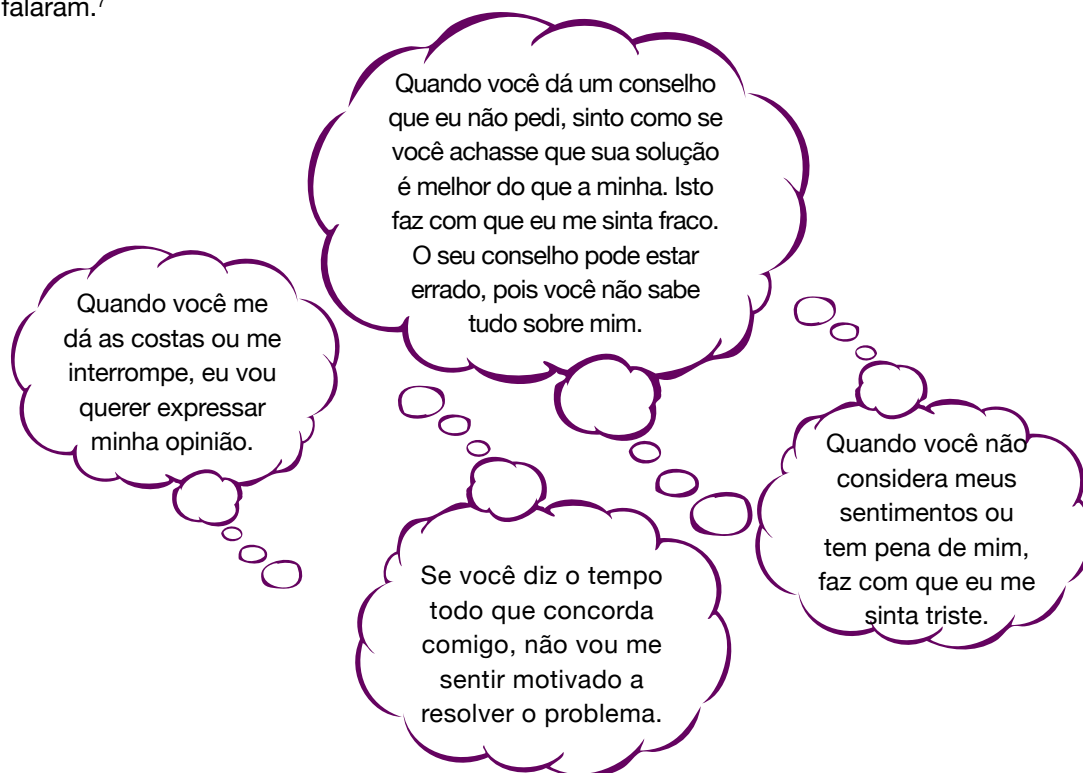 falaram.⁷
Quando você dá um conselho
que eu não pedi, sinto como se
você achasse que sua solução
é melhor do que a minha. Isto
faz com que eu me sinta fraco.
O seu conselho pode estar
errado, pois você não sabe
tudo sobre mim.
Quando você me
dá as costas ou me
interrompe, eu vou
querer expressar
minha opinião.
Quando você não
considera meus
sentimentos ou
tem pena de mim,
faz com que eu me
sinta triste.
Se você diz o tempo
todo que concorda
comigo, não vou me
sentir motivado a
resolver o problema.